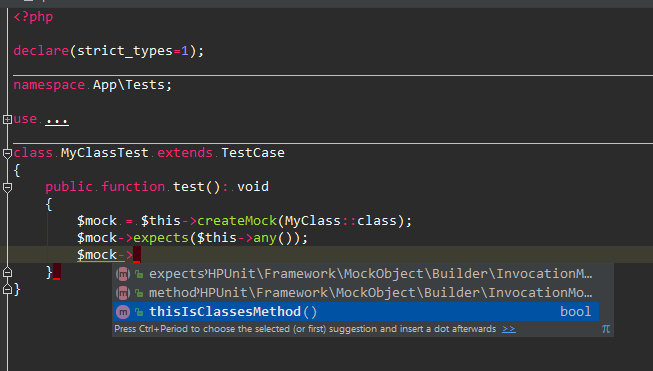 <?php
declare(strict_types=1);
namespace App\Tests;
use ...
class MyClassTest extends TestCase
{
public function test(): void
{
$mock = $this->createMock(MyClass::class);
$mock->expects($this->any());
$mock->
}
}
m expects HPUnit\Framework\MockObject\Builder\InvocationM...
m method HPUnit\Framework\MockObject\Builder\InvocationMo...
m thisIsClassesMethod() bool
Press Ctrl+Period to choose the selected (or first) suggestion and insert a dot afterwards >> π